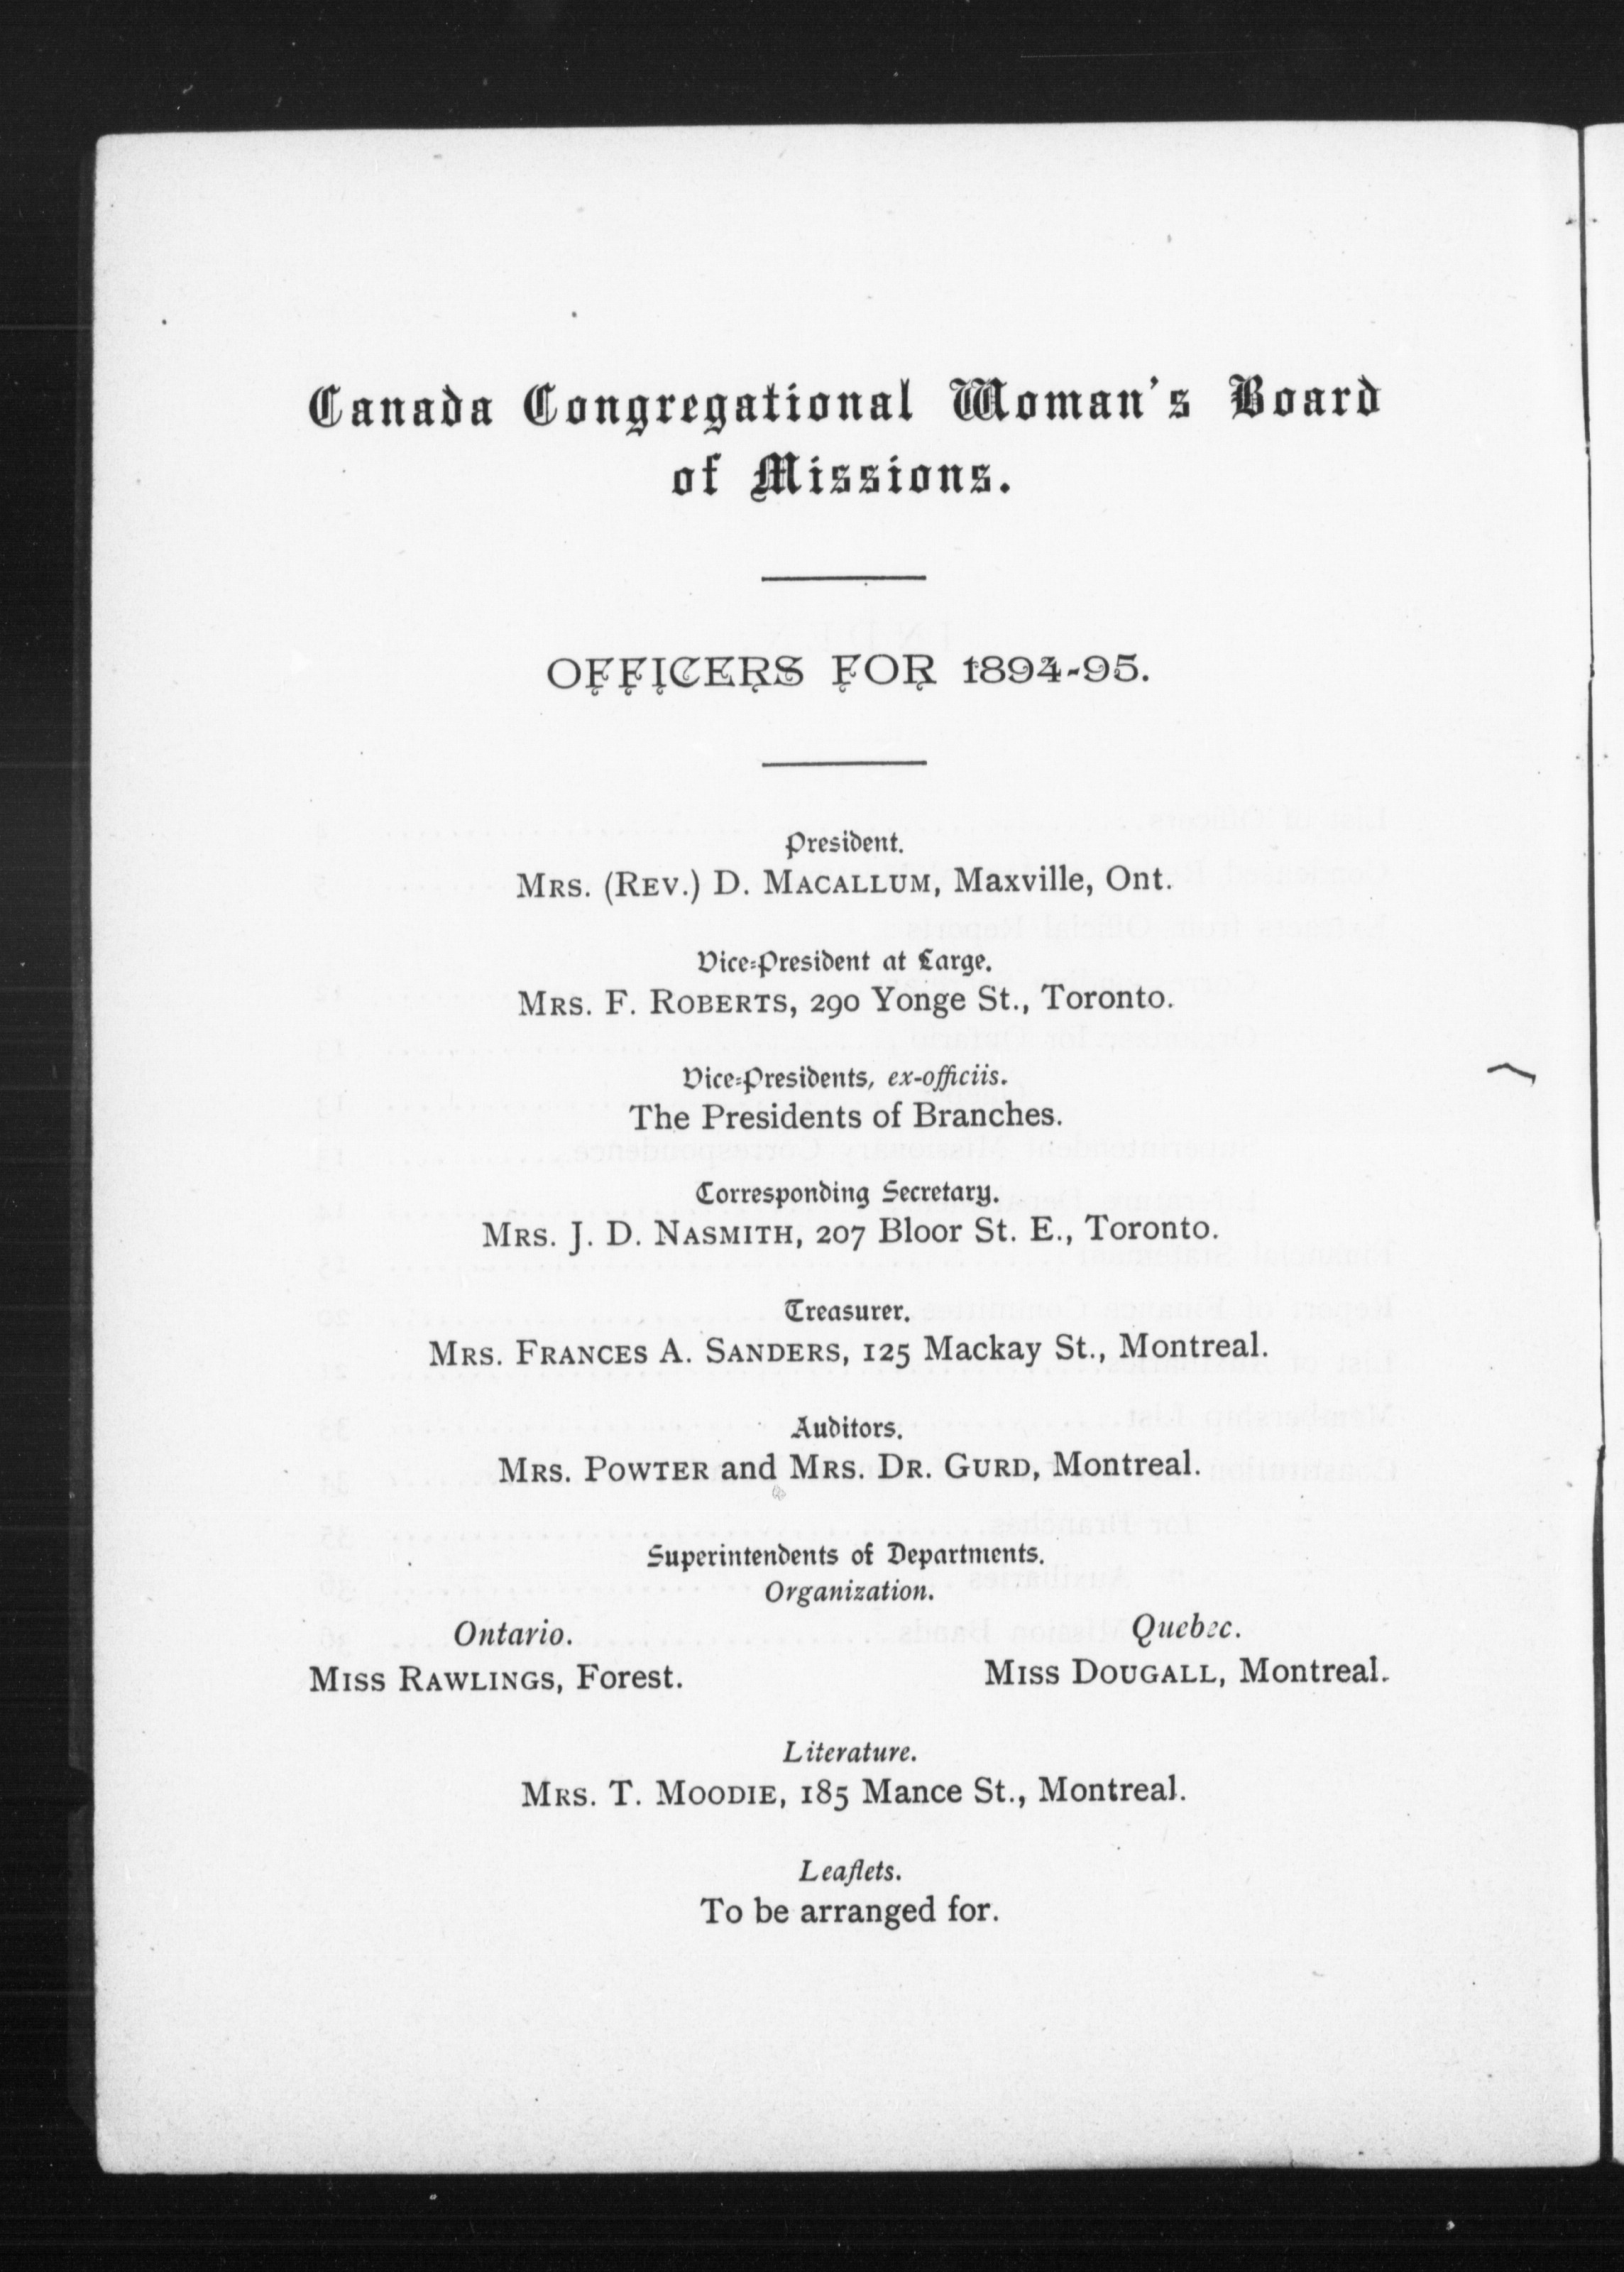 Canada Congregational Woman's Board
of Missions.
OFFICERS FOR 1894-95.
President.
MRS. (REV.) D. MACALLUM, Maxville, Ont.
Vice-President at Large.
MRS. F. ROBERTS, 290 Yonge St., Toronto.
Vice-Presidents, ex-officiis.
The Presidents of Branches.
Corresponding Secretary.
MRS. J. D. NASMITH, 207 Bloor St. E., Toronto.
Treasurer.
MRS. FRANCES A. SANDERS, 125 Mackay St., Montreal.
Auditors.
MRS. POWTER and MRS. DR. GURD, Montreal.
Superintendents of Departments.
Organization.
Ontario. Quebec.
MISS RAWLINGS, Forest. MISS DOUGALL, Montreal.
Literature.
MRS. T. MOODIE, 185 Mance St., Montreal.
Leaflets.
To be arranged for.